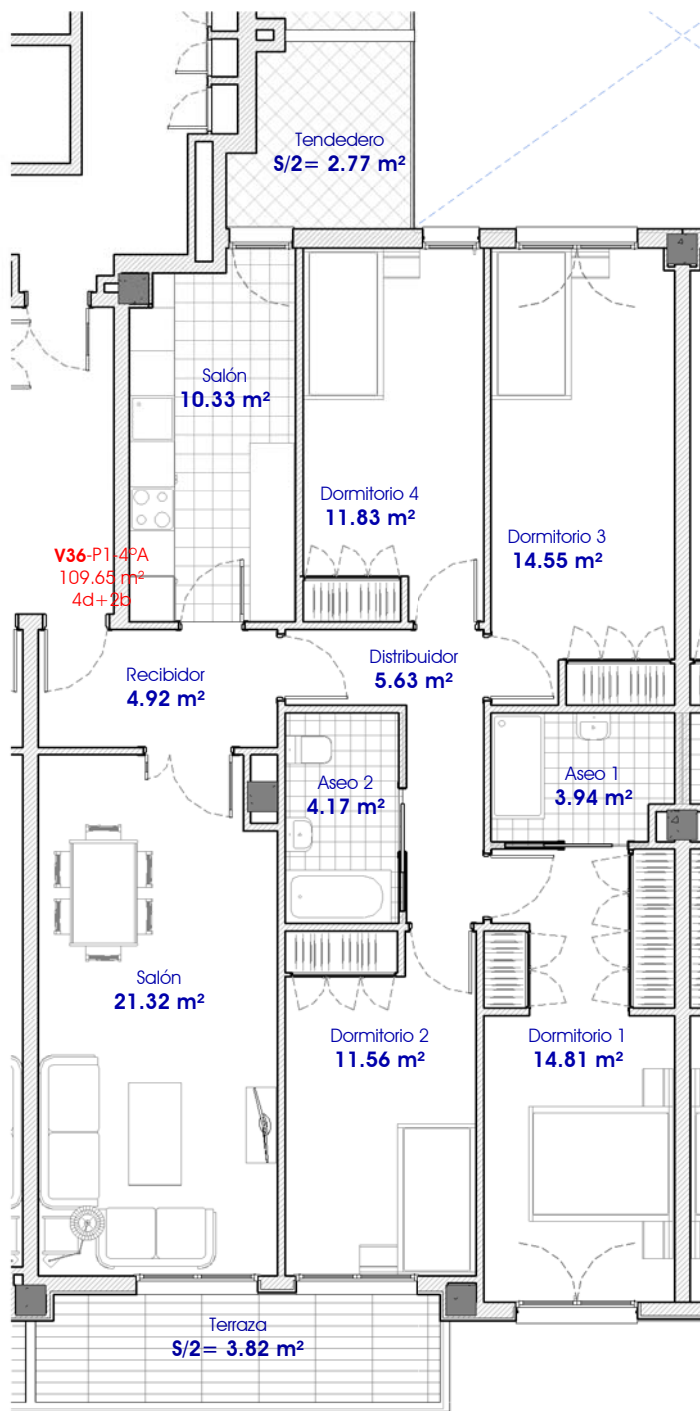 Tendedero
S/2= 2.77 m²
Salón
10.33 m²
Dormitorio 4
11.83 m²
Dormitorio 3
14.55 m²
V36-P1-4ºA
109.65 m²
4d+2b
Recibidor
4.92 m²
Distribuidor
5.63 m²
Aseo 2
4.17 m²
Aseo 1
3.94 m²
Salón
21.32 m²
Dormitorio 2
11.56 m²
Dormitorio 1
14.81 m²
Terraza
S/2= 3.82 m²